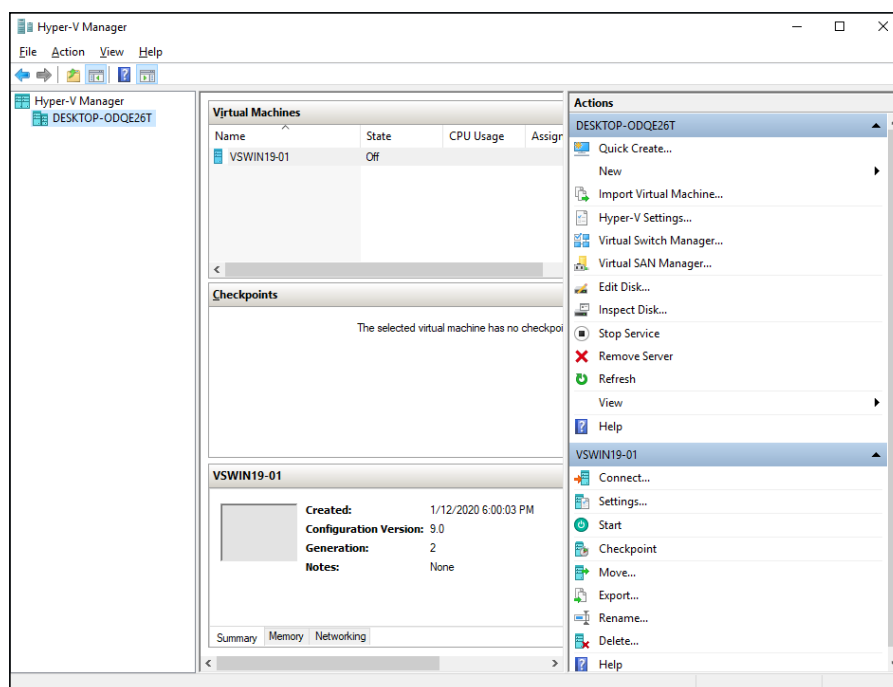 Hyper-V Manager
File Action View Help
Hyper-V Manager
DESKTOP-ODQE26T
Virtual Machines
Name State CPU Usage Assigr
VSWIN19-01 Off
Checkpoints
The selected virtual machine has no checkpoi
VSWIN19-01
Created: 1/12/2020 6:00:03 PM
Configuration Version: 9.0
Generation: 2
Notes: None
Summary Memory Networking
Actions
DESKTOP-ODQE26T
Quick Create...
New
Import Virtual Machine...
Hyper-V Settings...
Virtual Switch Manager...
Virtual SAN Manager...
Edit Disk...
Inspect Disk...
Stop Service
Remove Server
Refresh
View
Help
VSWIN19-01
Connect...
Settings...
Start
Checkpoint
Move...
Export...
Rename...
Delete...
Help